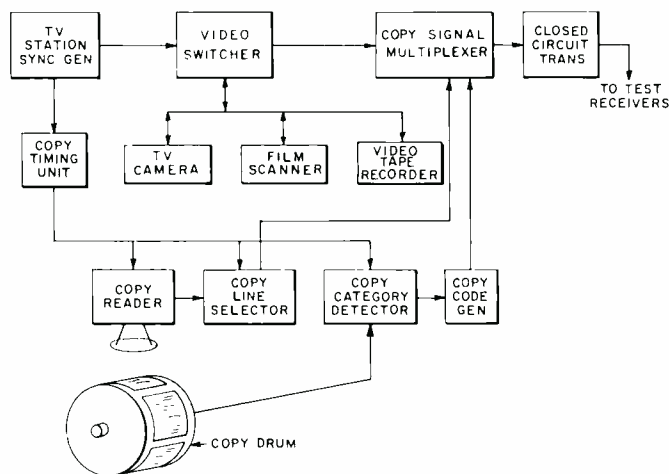 TV
STATION
SYNC GEN
VIDEO
SWITCHER
COPY SIGNAL
MULTIPLEXER
CLOSED
CIRCUIT
TRANS
TO TEST
RECEIVERS
COPY
TIMING
UNIT
TV
CAMERA
FILM
SCANNER
VIDEO
TAPE
RECORDER
COPY
READER
COPY
LINE
SELECTOR
COPY
CATEGORY
DETECTOR
COPY
CODE
GEN
COPY DRUM